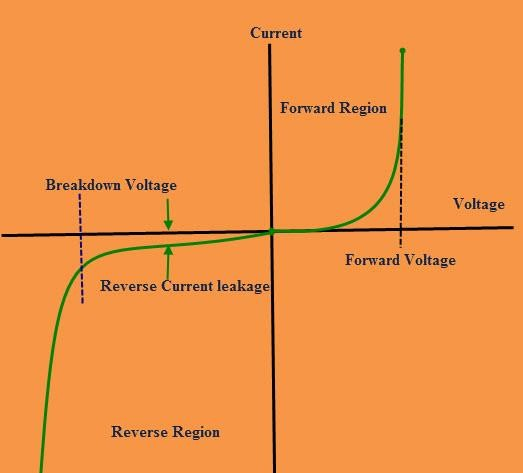 Current
Forward Region
Breakdown Voltage
Voltage
Forward Voltage
Reverse Current leakage
Reverse Region